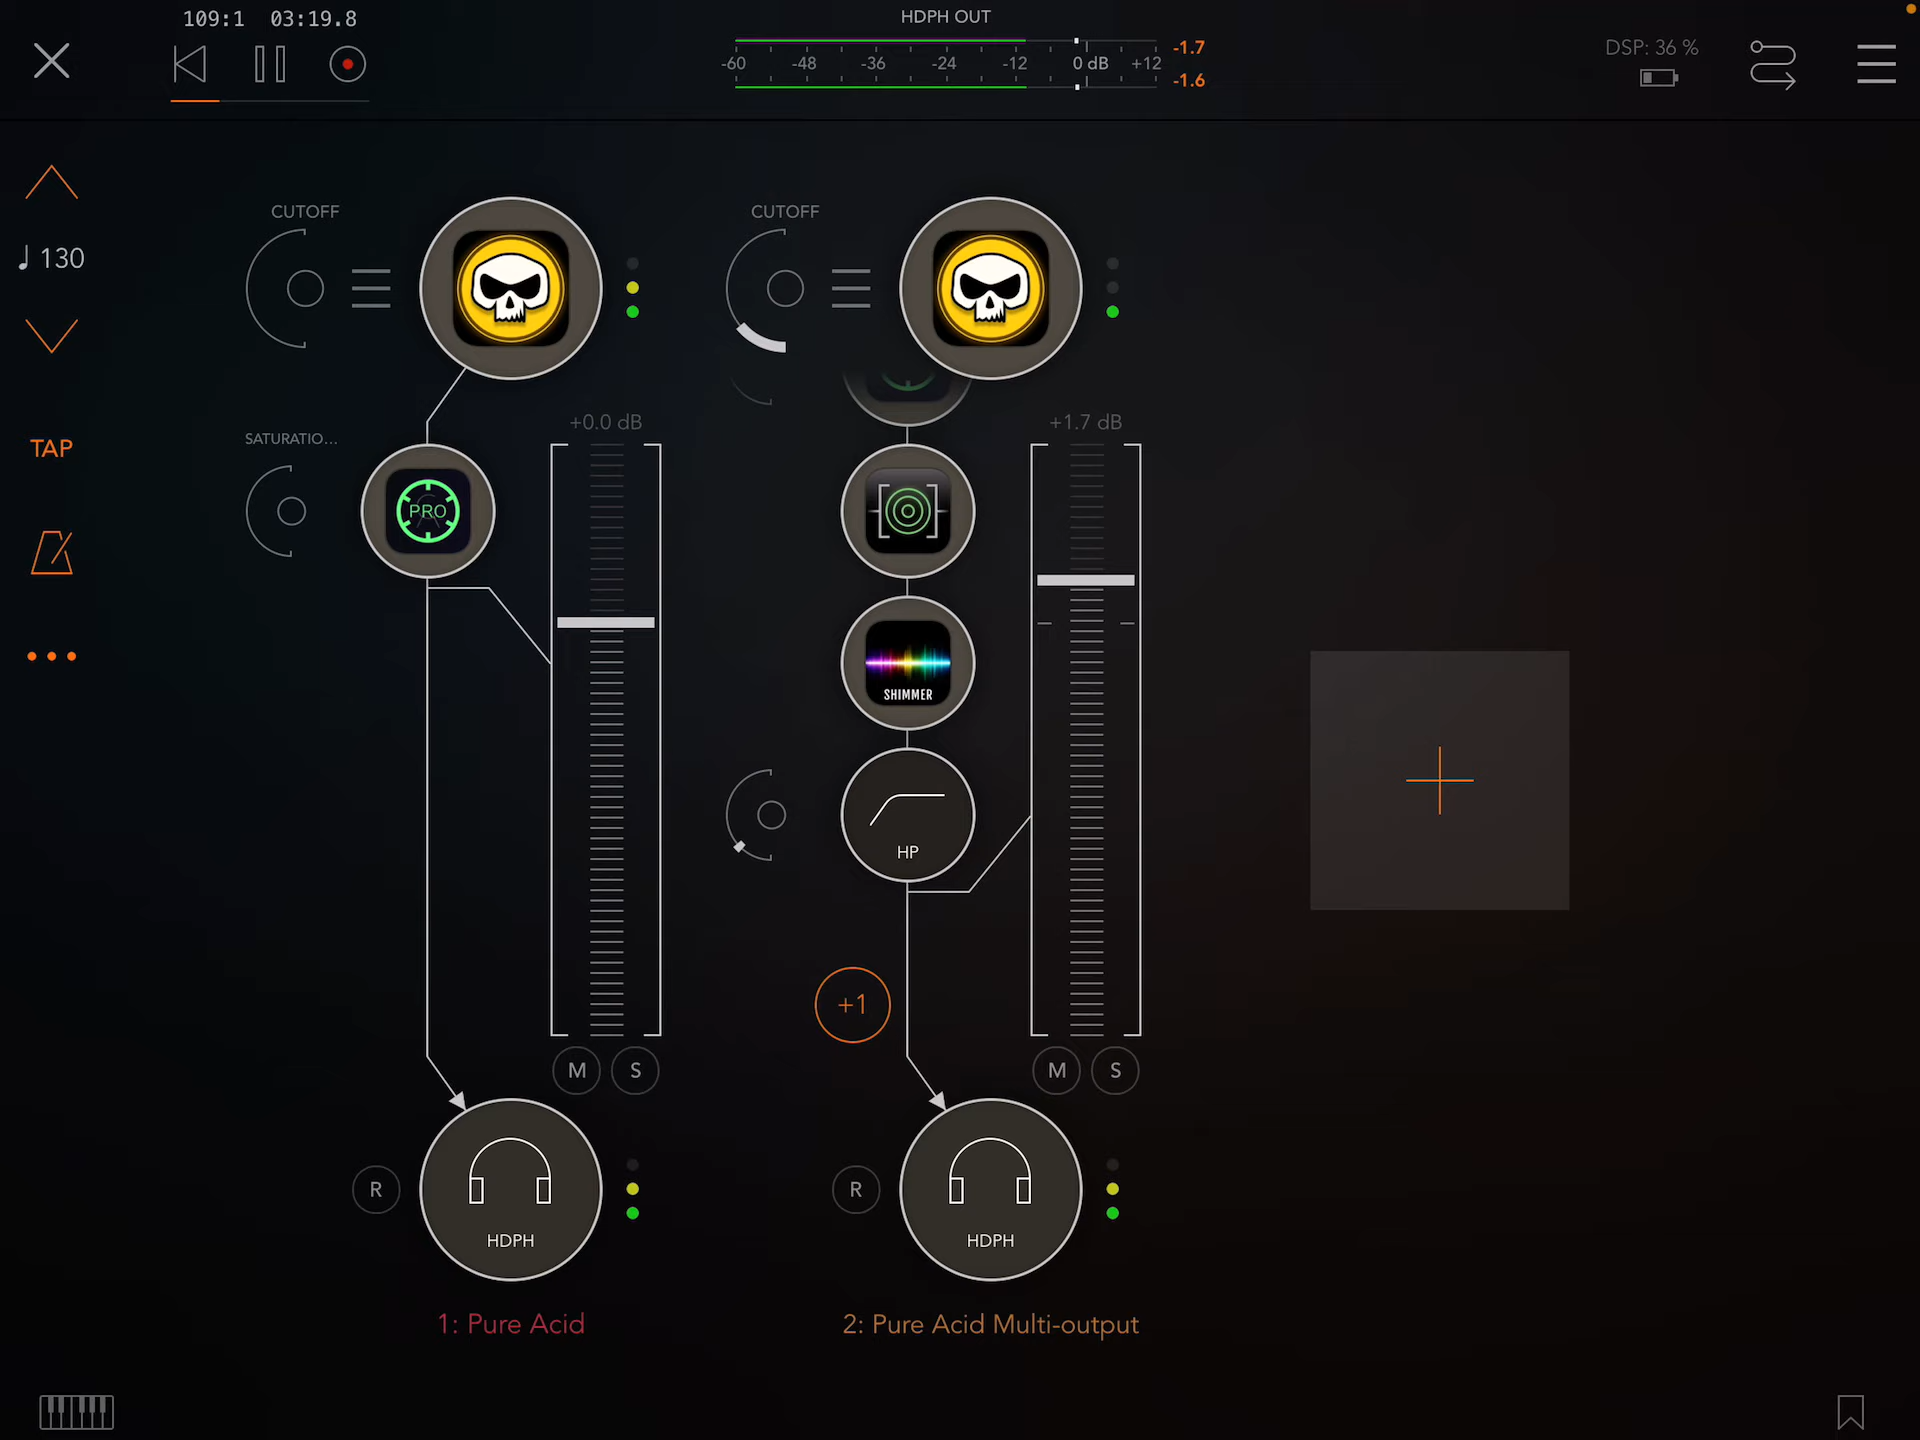 109:1 03:19.8
HDPH OUT
-60 -48 -36 -24 -12 0 dB +12
-1.7
-1.6
DSP: 36 %
130
TAP
CUTOFF
SATURATIO...
PRO
+0.0 dB
M S
R
HDPH
1: Pure Acid
CUTOFF
+1.7 dB
SHIMMER
HP
+1
M S
R
HDPH
2: Pure Acid Multi-output